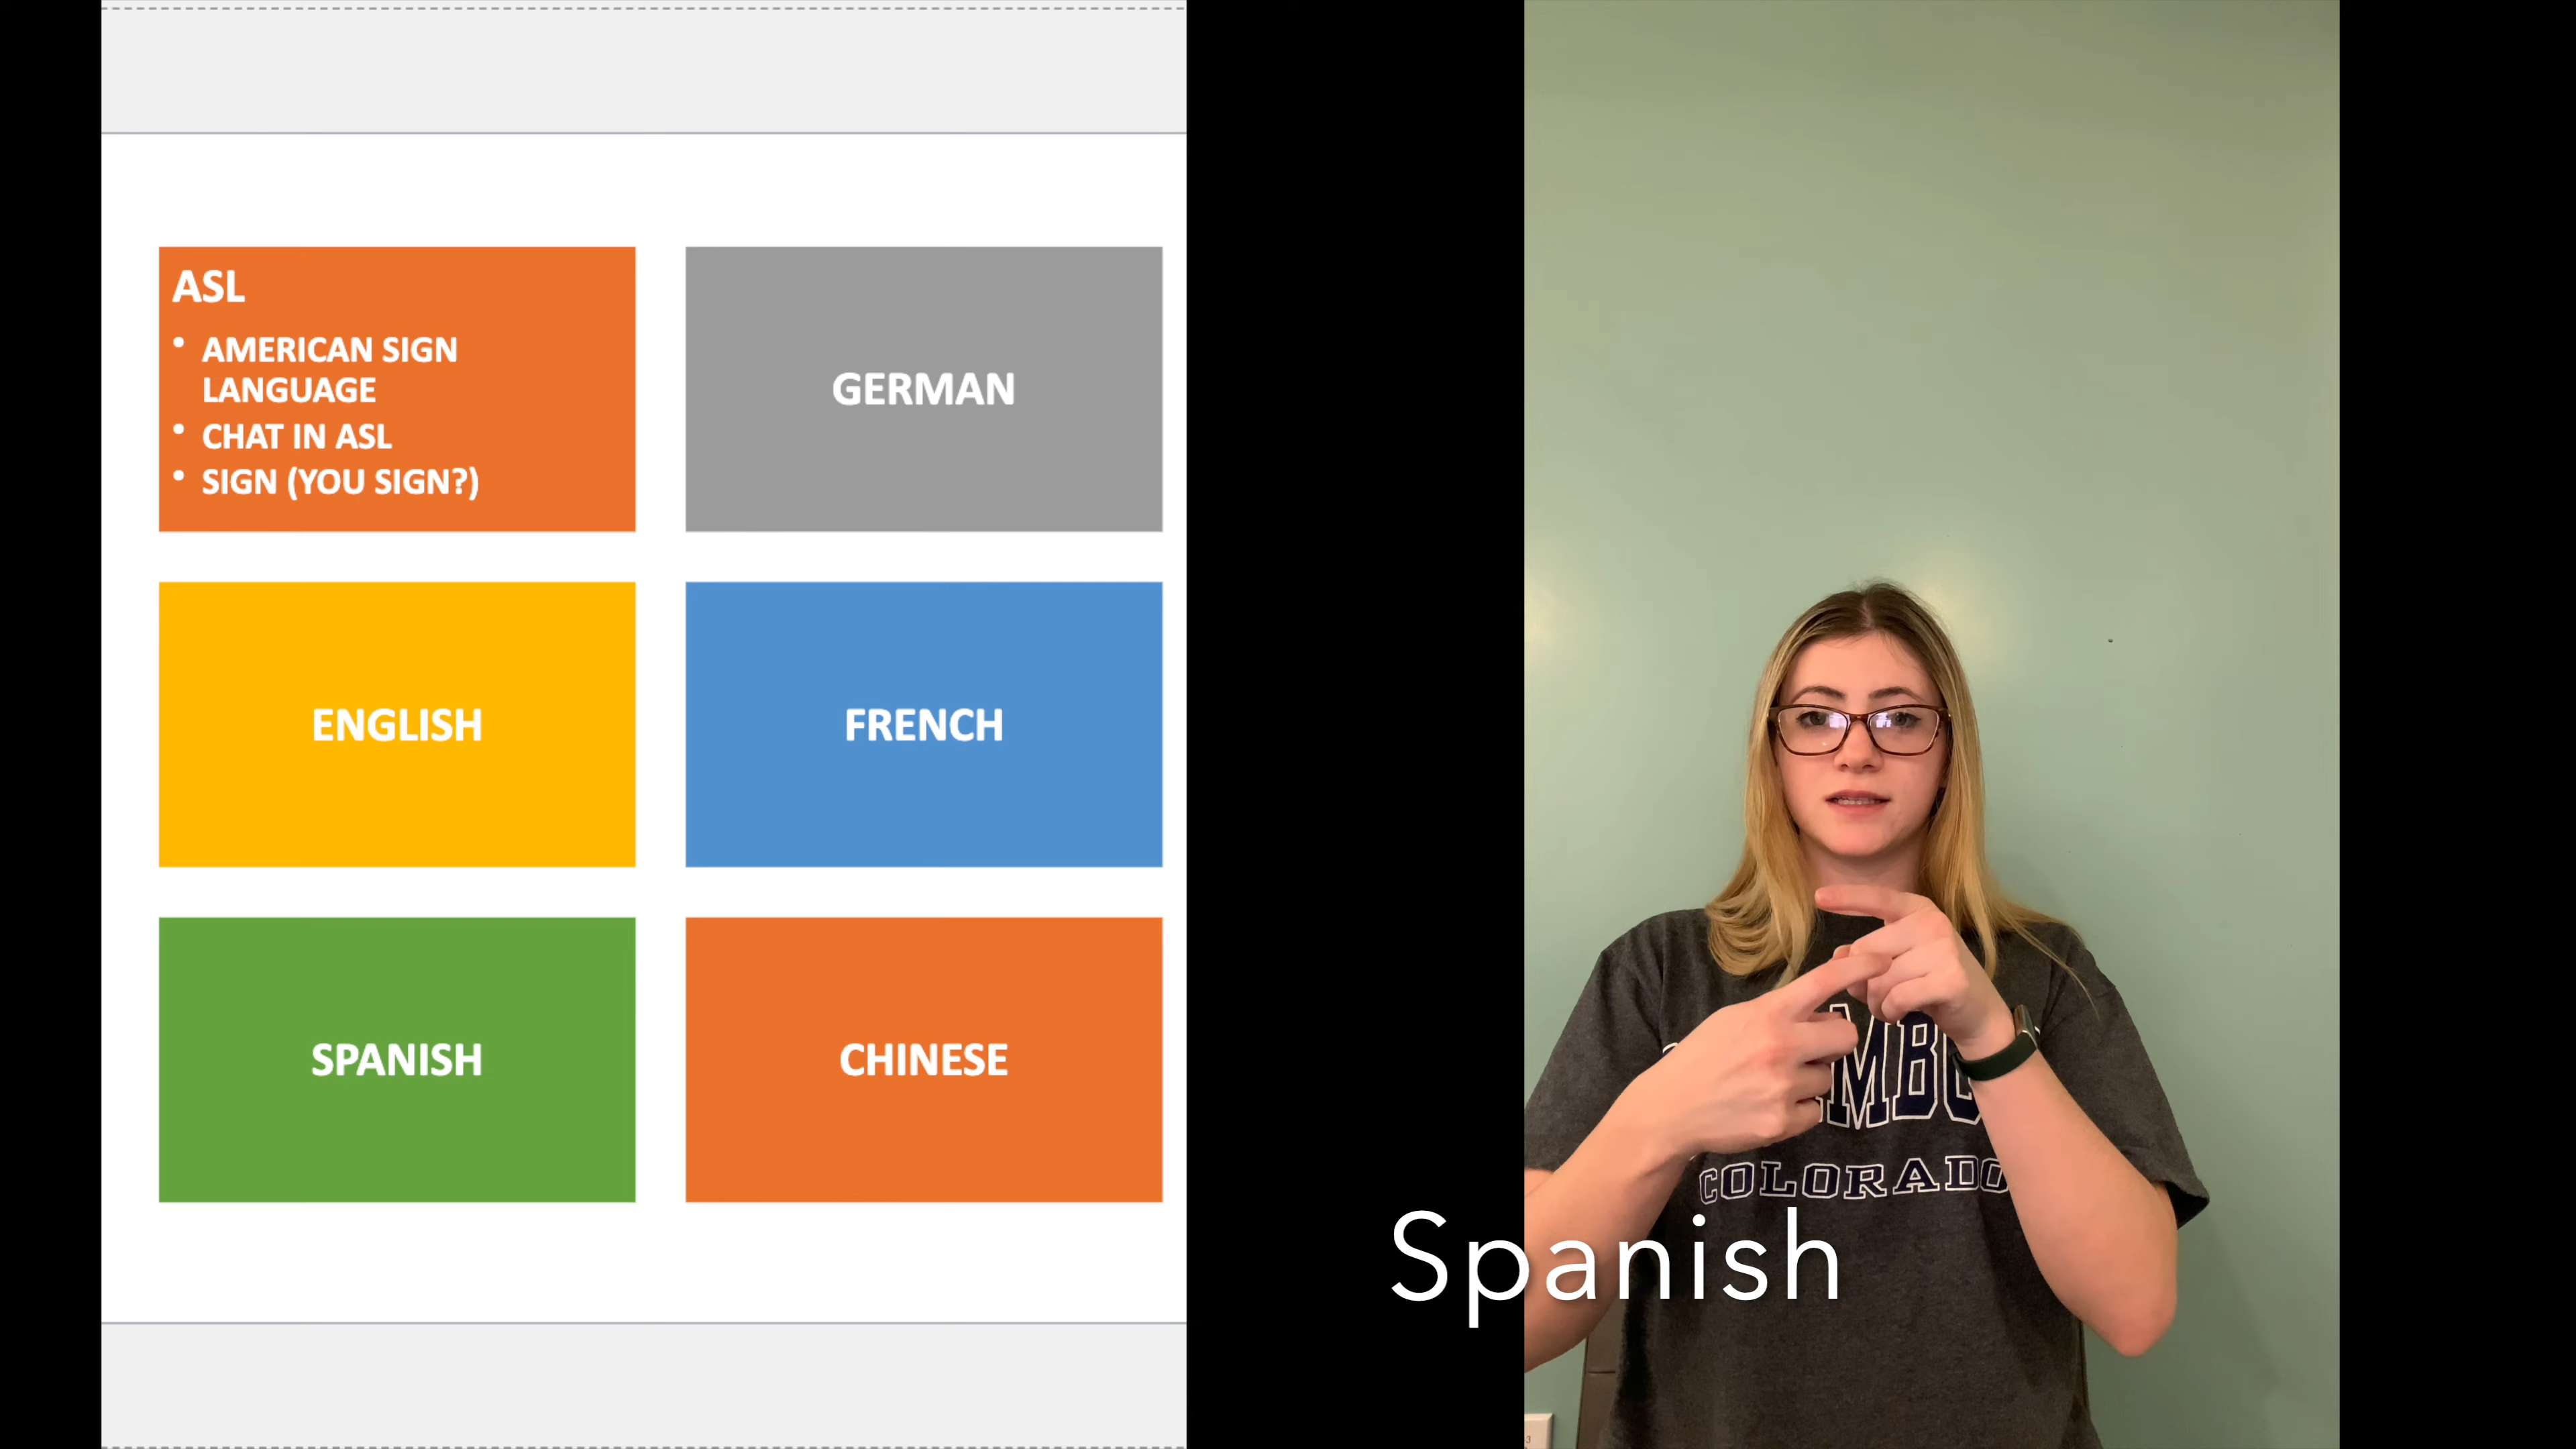 ASL
• AMERICAN SIGN
LANGUAGE
• CHAT IN ASL
• SIGN (YOU SIGN?)
GERMAN
ENGLISH
FRENCH
SPANISH
CHINESE
COLORADO
Spanish